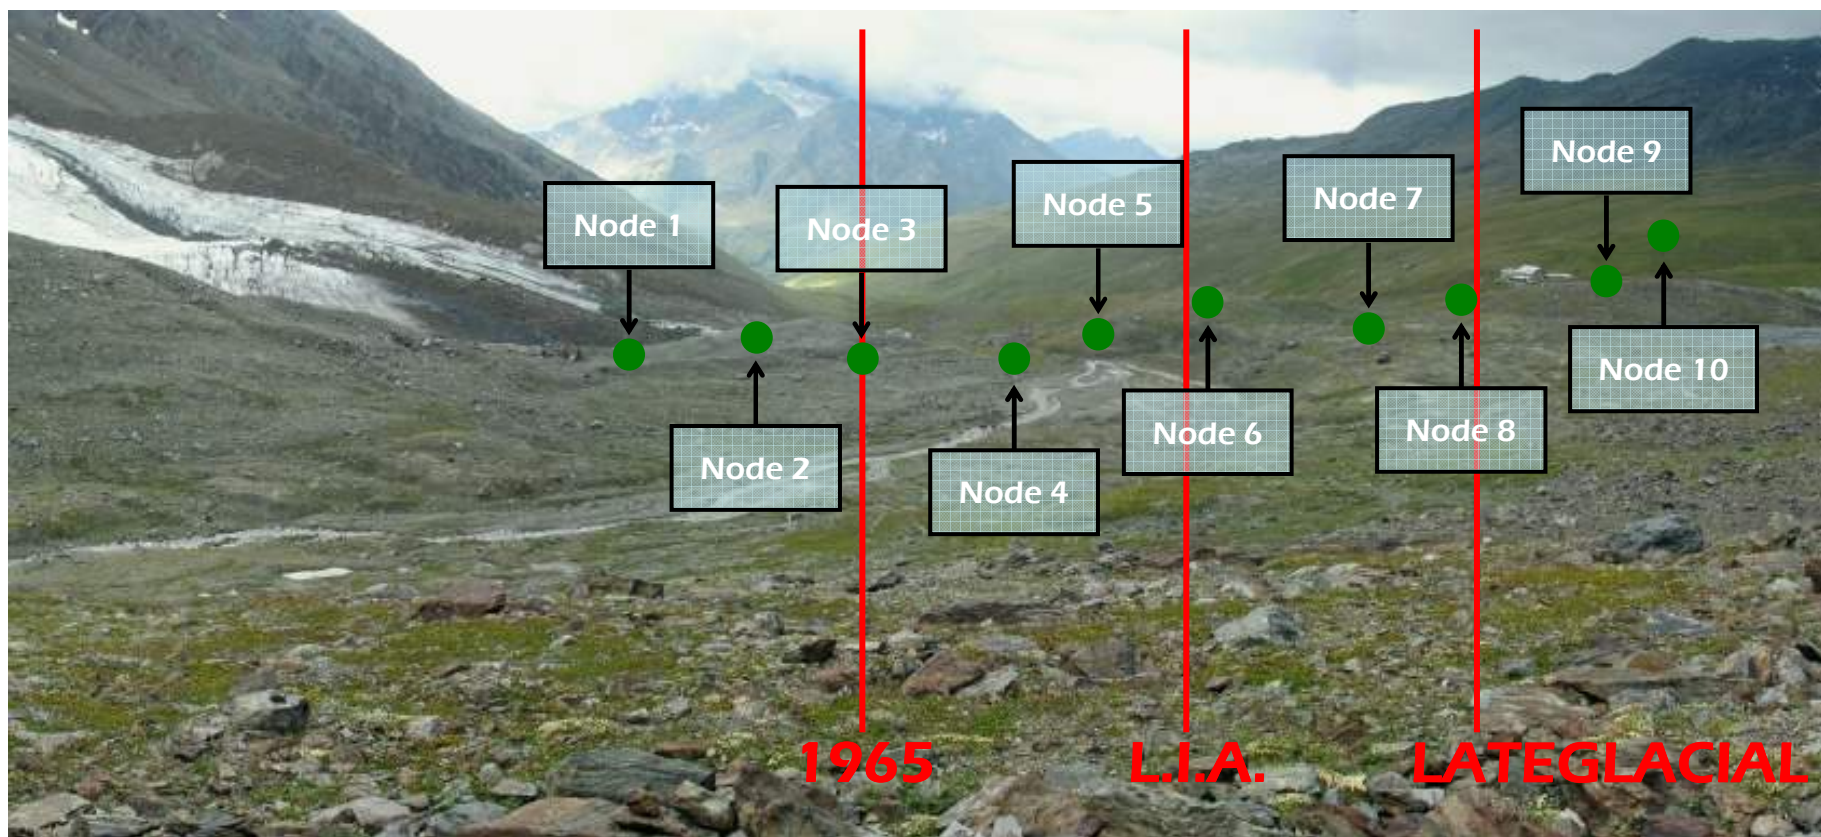 Node 1
Node 2
Node 3
Node 4
Node 5
Node 6
Node 7
Node 8
Node 9
Node 10
1965
L.I.A.
LATEGLACIAL